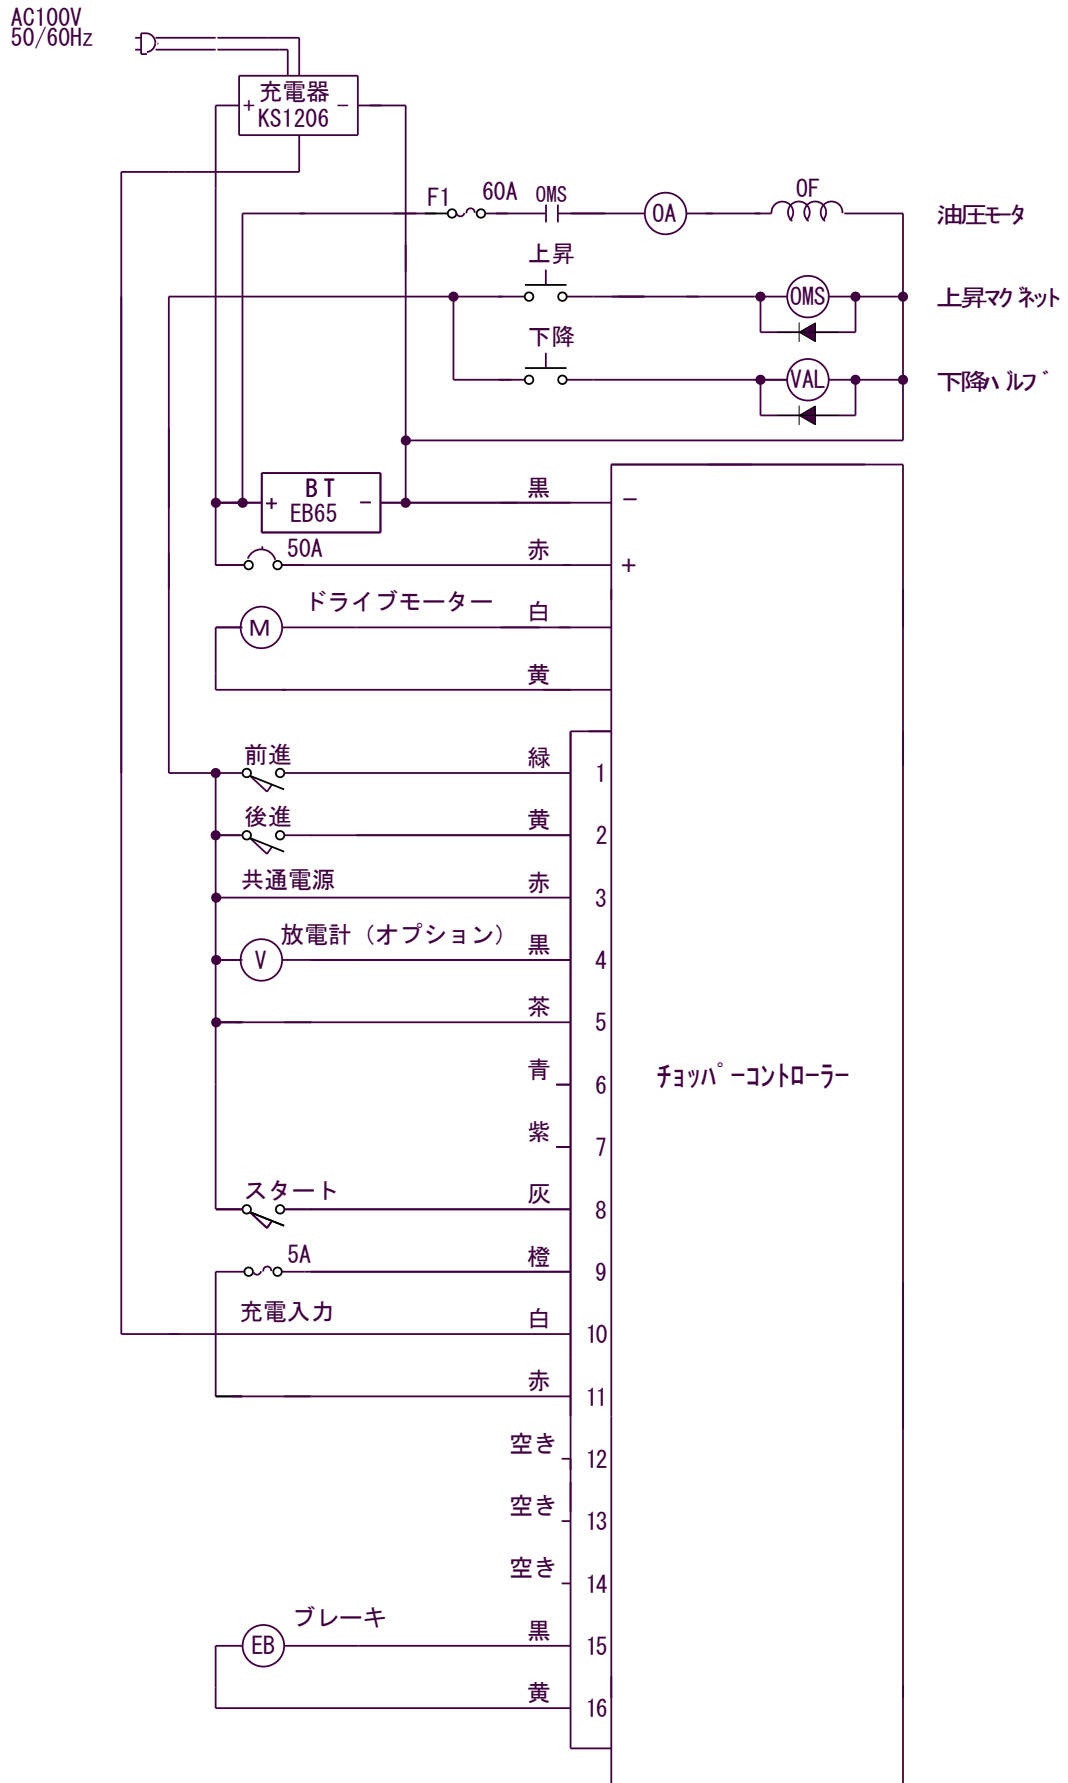 AC100V
50/60Hz
充電器
+ −
KS1206
F1 60A OMS OA OF 油圧モータ
上昇
OMS 上昇マグネット
下降
VAL 下降バルブ
BT
+ −
EB65
黒 −
50A 赤 +
ドライブモーター 白
M
黄
前進 緑 1
後進 黄 2
共通電源 赤 3
放電計（オプション） 黒 4
V
茶 5
青 6
チョッパーコントローラー
紫 7
スタート 灰 8
5A 橙 9
充電入力 白 10
赤 11
空き 12
空き 13
空き 14
ブレーキ 黒 15
EB
黄 16